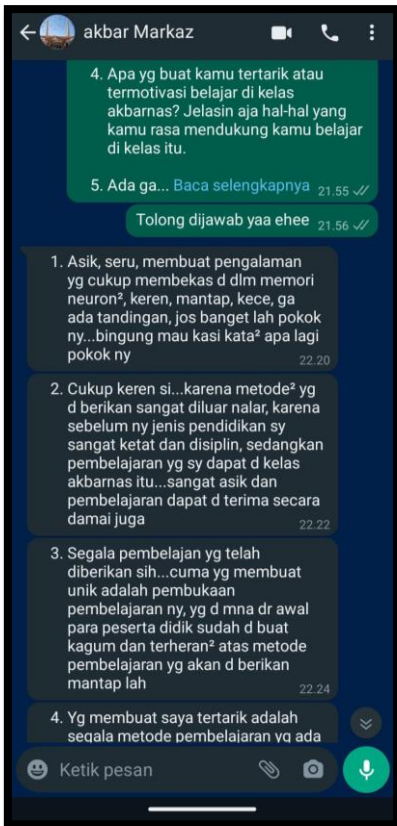 akbar Markaz
4. Apa yg buat kamu tertarik atau
termotivasi belajar di kelas
akbarnas? Jelasin aja hal-hal yang
kamu rasa mendukung kamu belajar
di kelas itu.
5. Ada ga... Baca selengkapnya 21.55
Tolong dijawab yaa ehee 21.56
1. Asik, seru, membuat pengalaman
yg cukup membekas d dlm memori
neuron², keren, mantap, kece, ga
ada tandingan, jos banget lah pokok
ny...bingung mau kasi kata² apa lagi
pokok ny
22.20
2. Cukup keren si...karena metode² yg
d berikan sangat diluar nalar, karena
sebelum ny jenis pendidikan sy
sangat ketat dan disiplin, sedangkan
pembelajaran yg sy dapat d kelas
akbarnas itu...sangat asik dan
pembelajaran dapat d terima secara
damai juga
22.22
3. Segala pembelajan yg telah
diberikan sih...cuma yg membuat
unik adalah pembukaan
pembelajaran ny, yg d mna dr awal
para peserta didik sudah d buat
kagum dan terheran² atas metode
pembelajaran yg akan d berikan
mantap lah
22.24
4. Yg membuat saya tertarik adalah
segala metode pembelajaran yg ada
Ketik pesan